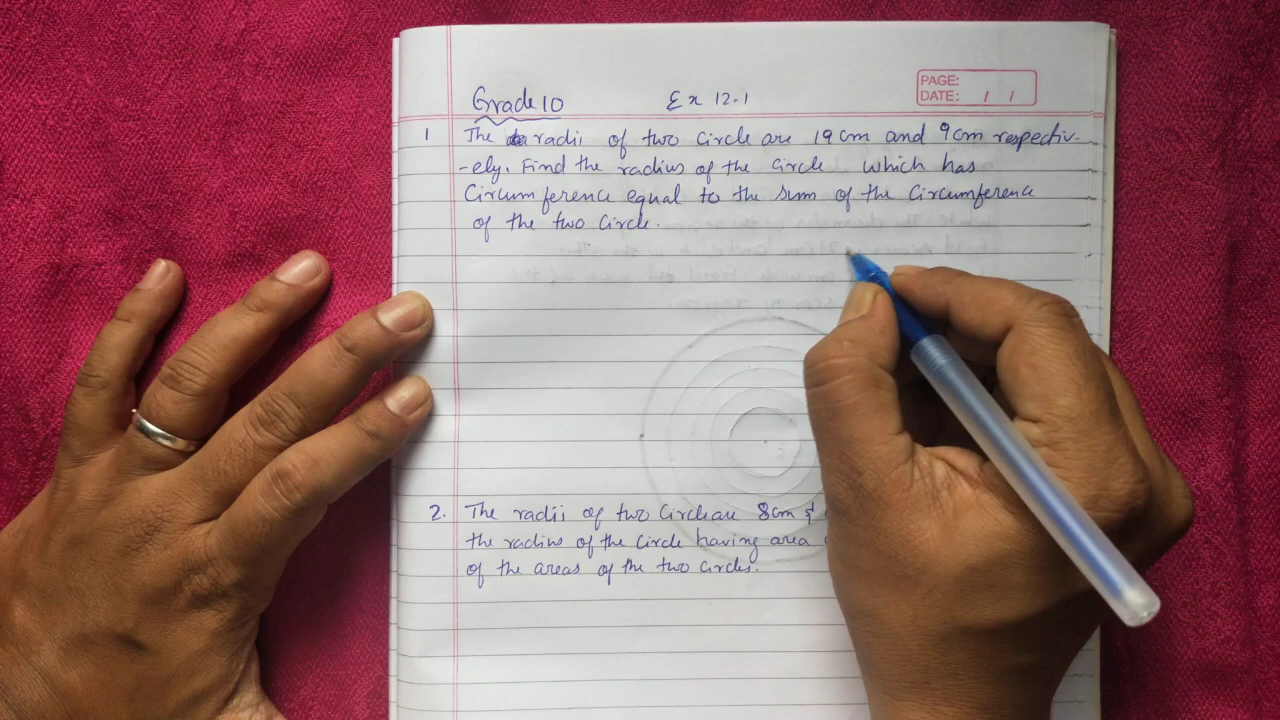 PAGE:
DATE: / /
Grade 10 Ex 12.1
1 The radii of two Circle are 19 cm and 9cm respectiv-
-ely. Find the radius of the Circle which has
Circumference equal to the sum of the Circumference
of the two Circle.
2. The radii of two Circle are 8cm &
the radius of the Circle having area
of the areas of the two Circles.